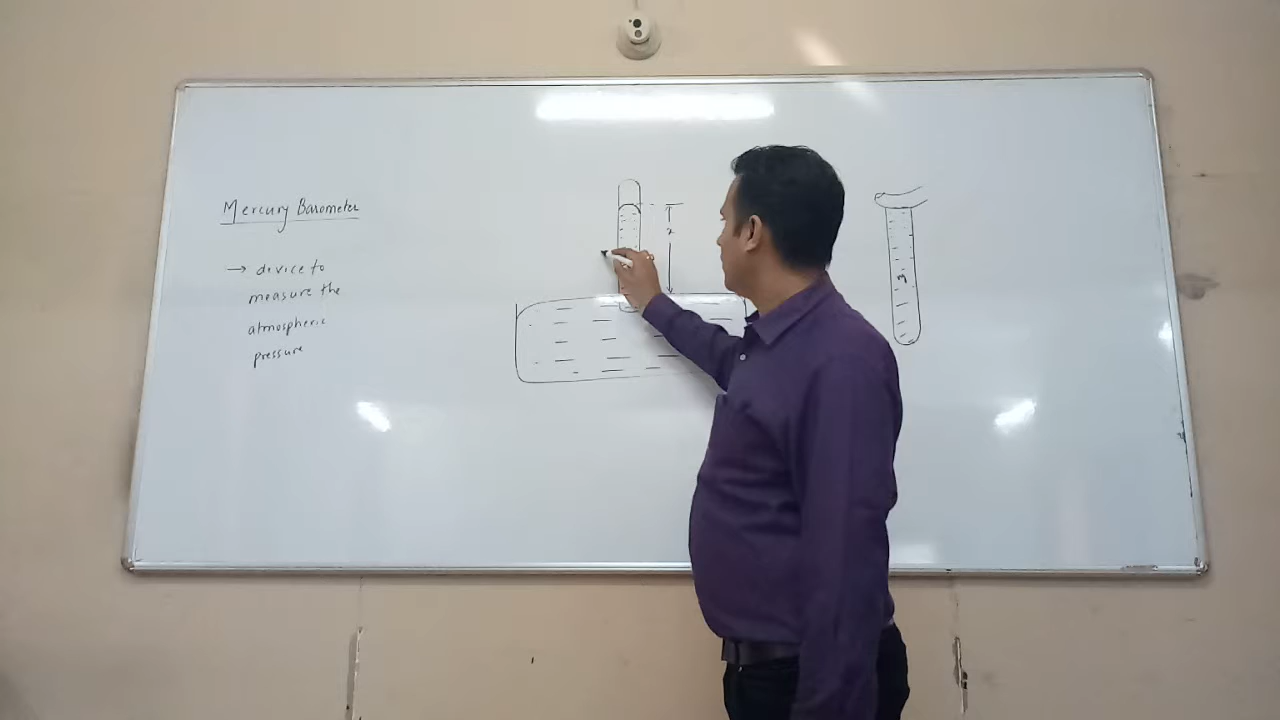 Mercury Barometer
→ device to
measure the
atmospheric
pressure